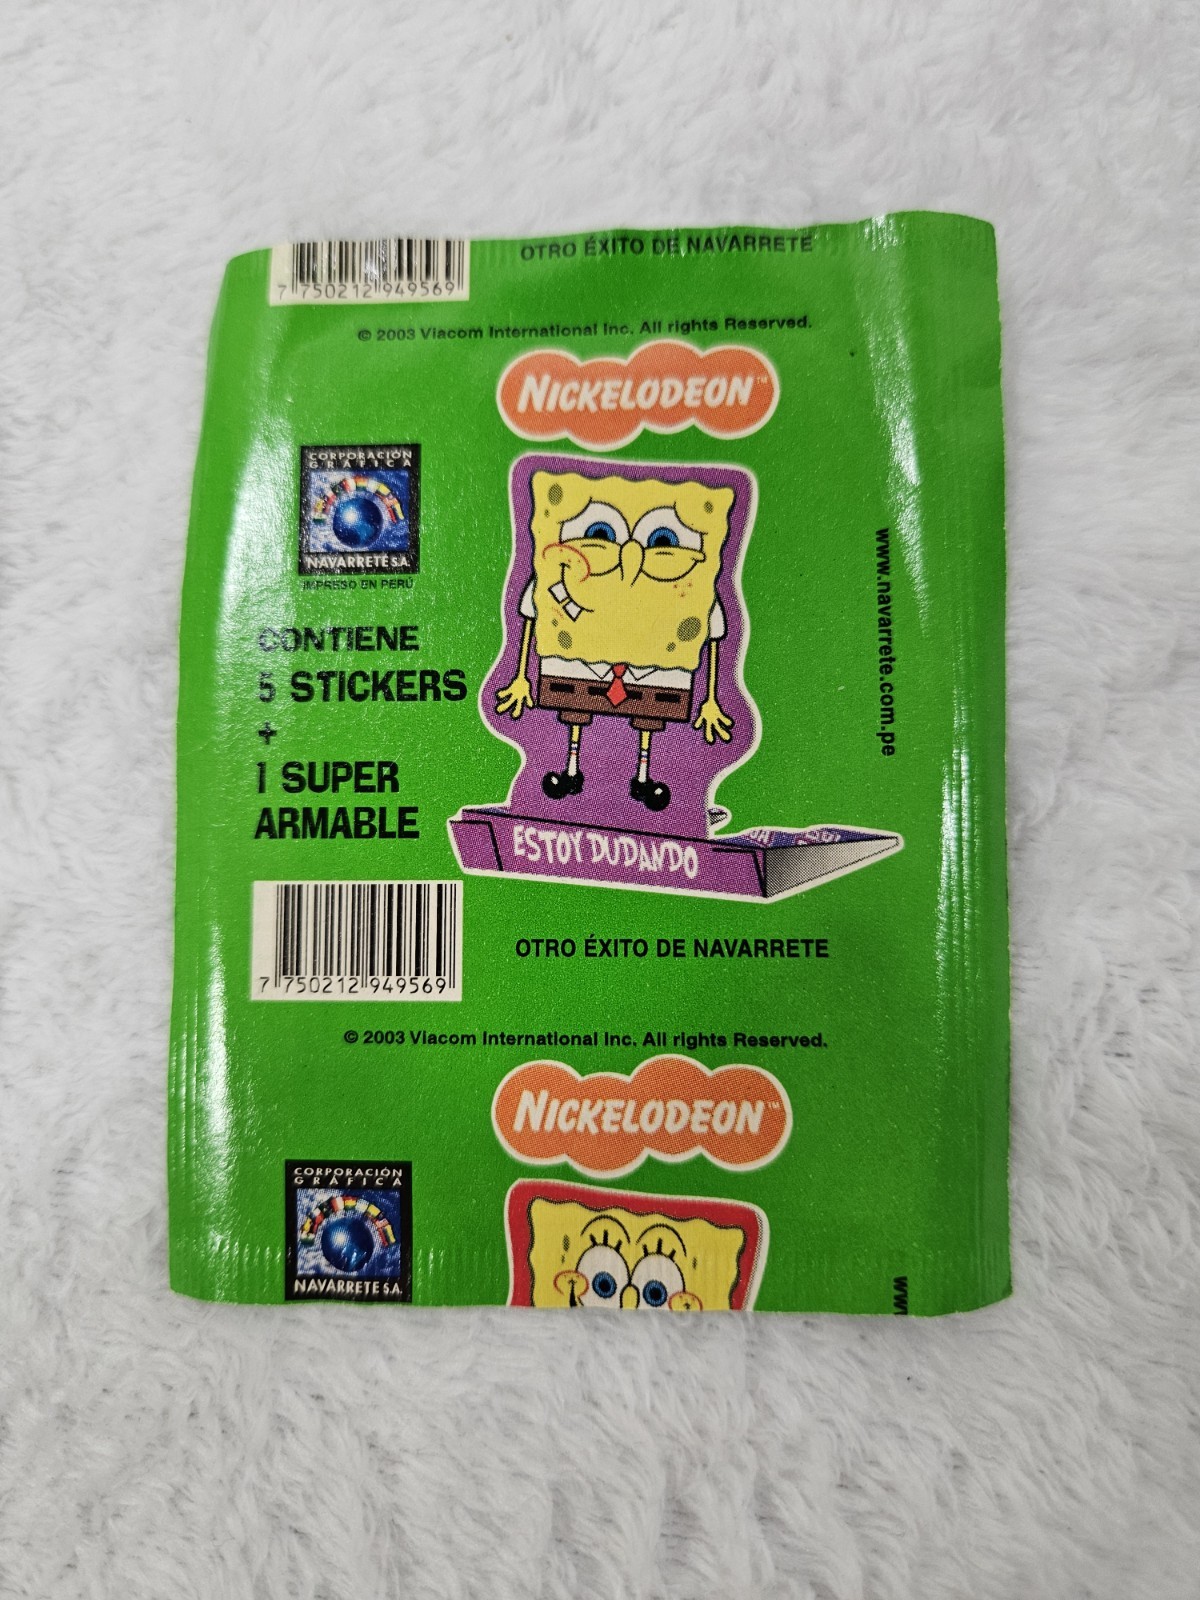 7 750212 949569
OTRO ÉXITO DE NAVARRETE
© 2003 Viacom International Inc. All rights Reserved.
NICKELODEON™
CORPORACIÓN
GRÁFICA
NAVARRETE S.A.
IMPRESO EN PERÚ
CONTIENE
5 STICKERS
+
1 SUPER
ARMABLE
www.navarrete.com.pe
ESTOY DUDANDO
7 750212 949569
OTRO ÉXITO DE NAVARRETE
© 2003 Viacom International Inc. All rights Reserved.
NICKELODEON™
CORPORACIÓN
GRÁFICA
NAVARRETE S.A.